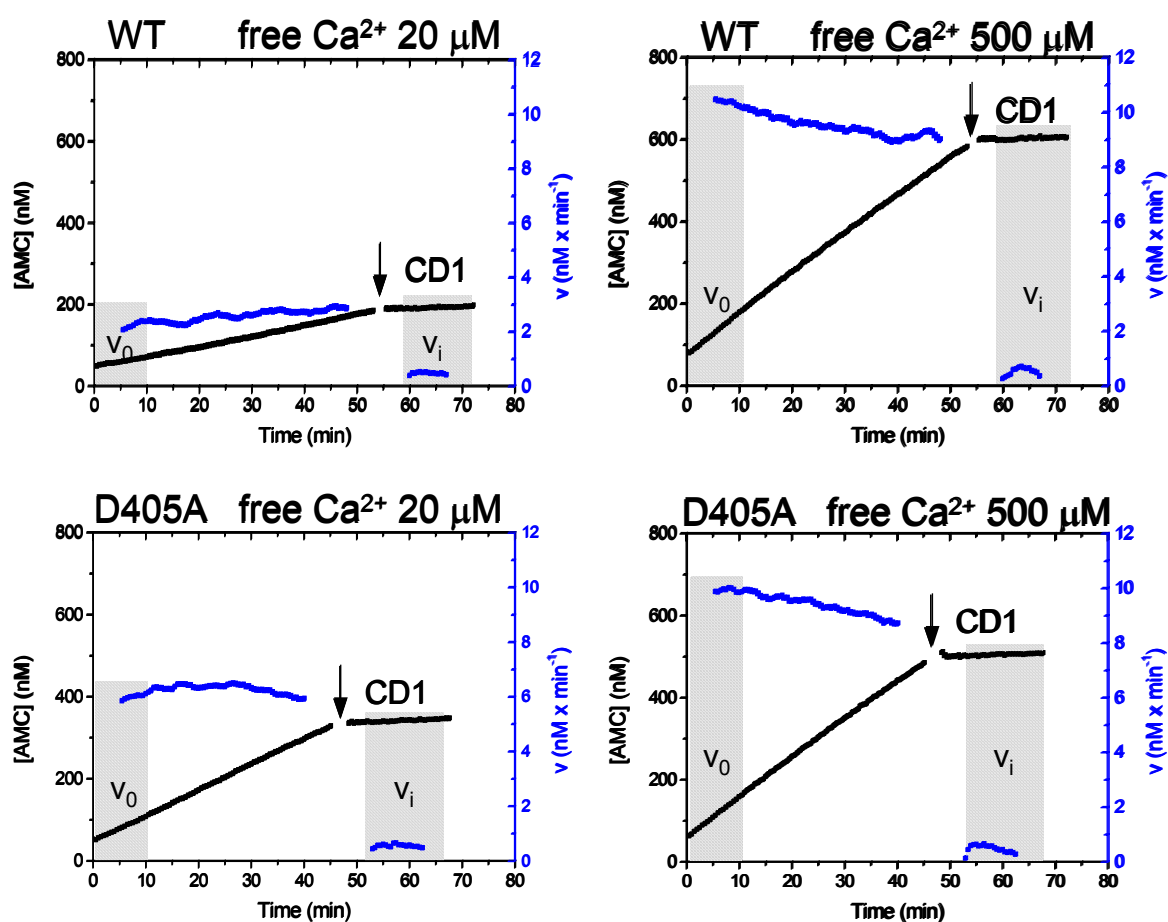 WT free Ca²⁺ 20 μM
800
600
400
200
0
[AMC] (nM)
12
10
8
6
4
2
0
v (nM x min⁻¹)
CD1
v₀
vᵢ
0 10 20 30 40 50 60 70 80
Time (min)
WT free Ca²⁺ 500 μM
800
600
400
200
0
[AMC] (nM)
12
10
8
6
4
2
0
v (nM x min⁻¹)
CD1
v₀
vᵢ
0 10 20 30 40 50 60 70 80
Time (min)
D405A free Ca²⁺ 20 μM
800
600
400
200
0
[AMC] (nM)
12
10
8
6
4
2
0
v (nM x min⁻¹)
CD1
v₀
vᵢ
0 10 20 30 40 50 60 70 80
Time (min)
D405A free Ca²⁺ 500 μM
800
600
400
200
0
[AMC] (nM)
12
10
8
6
4
2
0
v (nM x min⁻¹)
CD1
v₀
vᵢ
0 10 20 30 40 50 60 70 80
Time (min)